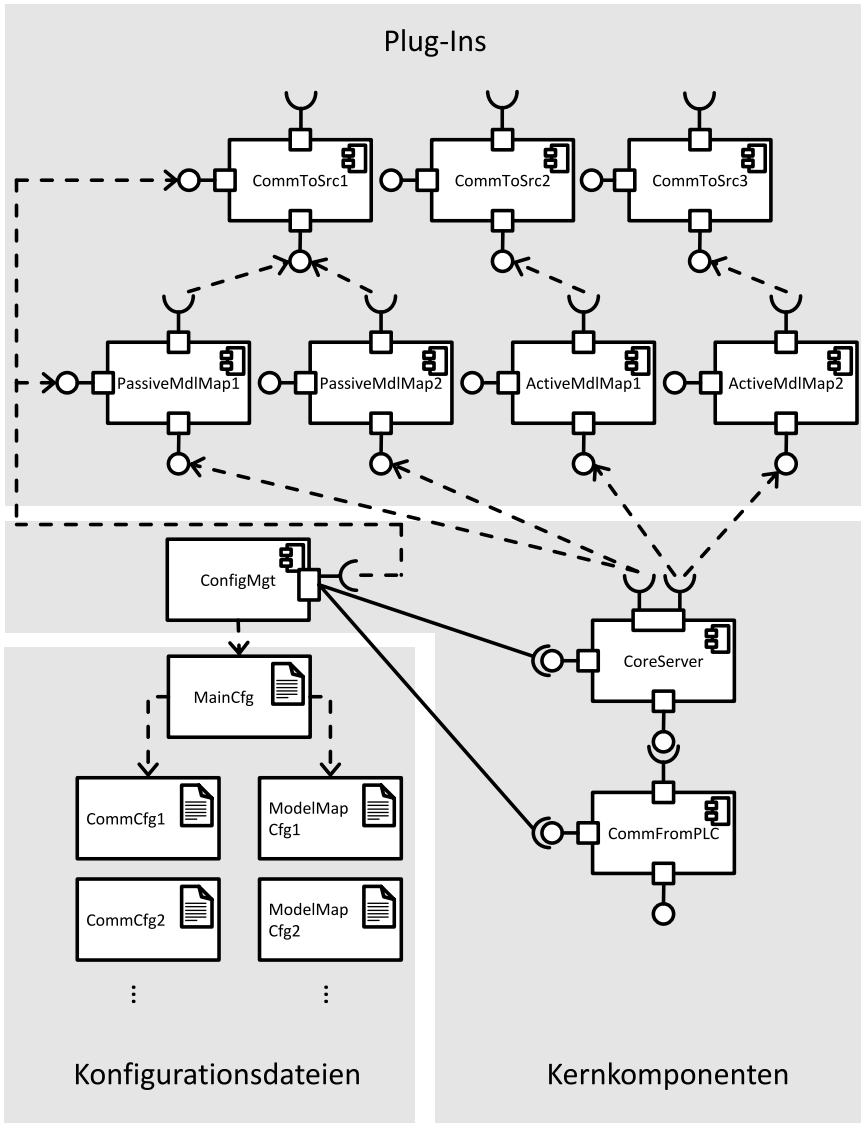 Plug-Ins
CommToSrc1
CommToSrc2
CommToSrc3
PassiveMdlMap1
PassiveMdlMap2
ActiveMdlMap1
ActiveMdlMap2
ConfigMgt
CoreServer
MainCfg
CommCfg1
ModelMap
Cfg1
CommFromPLC
CommCfg2
ModelMap
Cfg2
⋮
⋮
Konfigurationsdateien
Kernkomponenten